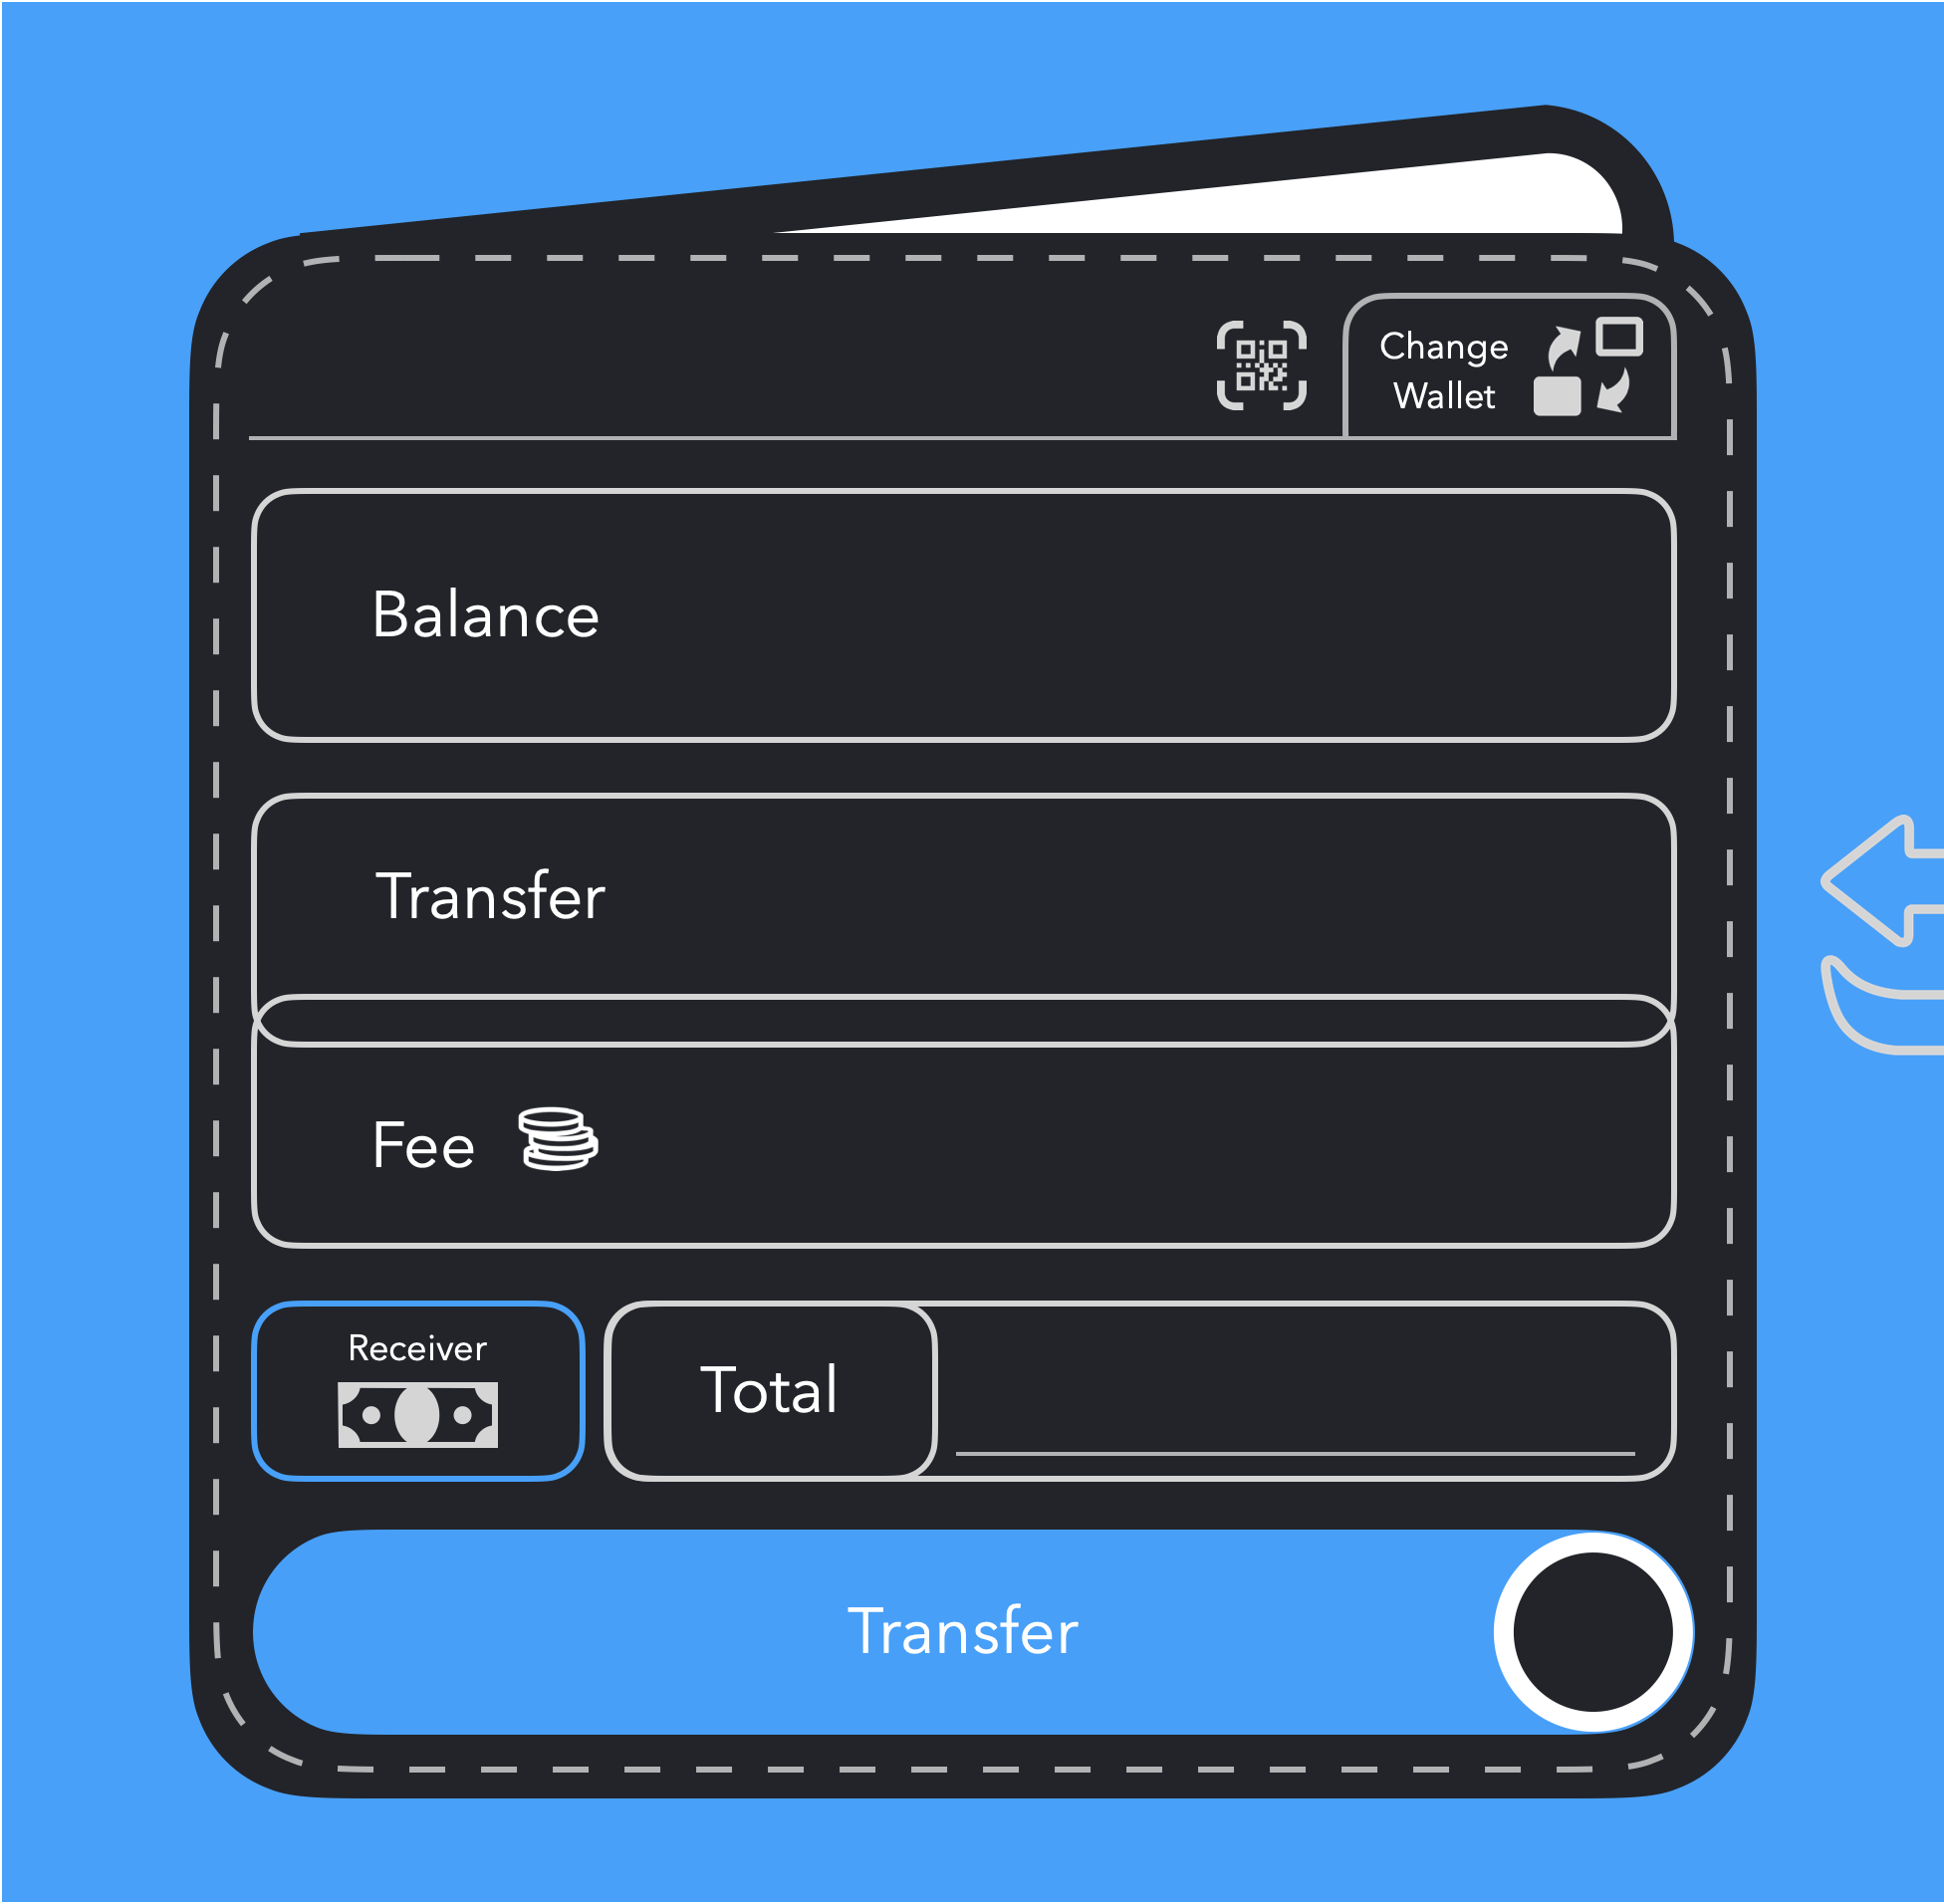 Change
Wallet
Balance
Transfer
Fee
Receiver
Total
Transfer